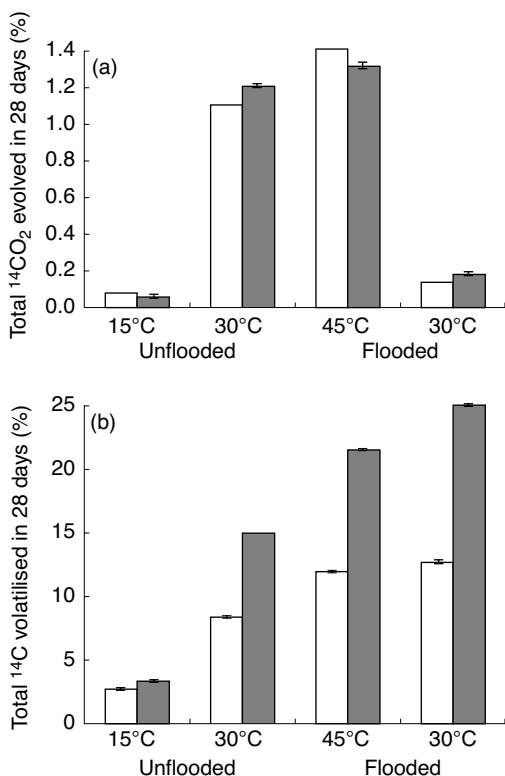 (a)
Total ¹⁴CO₂ evolved in 28 days (%)
1.4
1.2
1.0
0.8
0.6
0.4
0.2
0.0
15°C 30°C 45°C 30°C
Unflooded Flooded
(b)
Total ¹⁴C volatilised in 28 days (%)
25
20
15
10
5
0
15°C 30°C 45°C 30°C
Unflooded Flooded